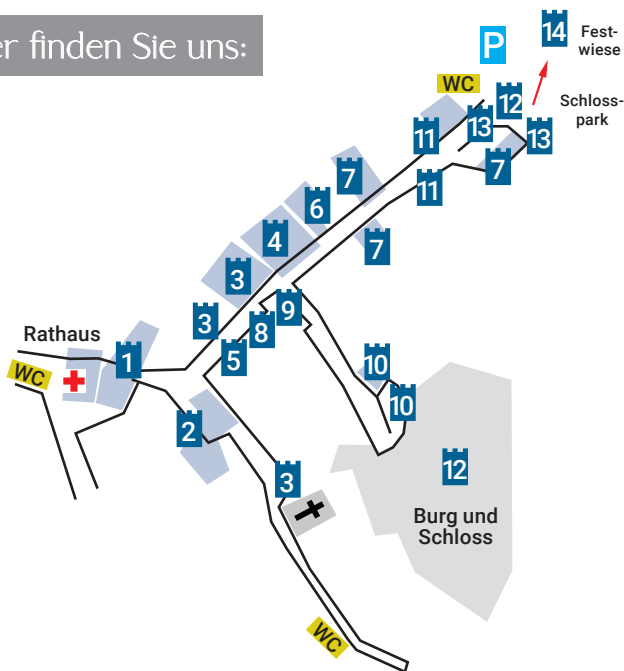 er finden Sie uns:
P
14
Fest-
wiese
WC
12
Schloss-
park
13
13
11
7
7
11
6
4
7
3
9
3
8
5
Rathaus
1
WC
10
10
2
12
3
Burg und
Schloss
WC